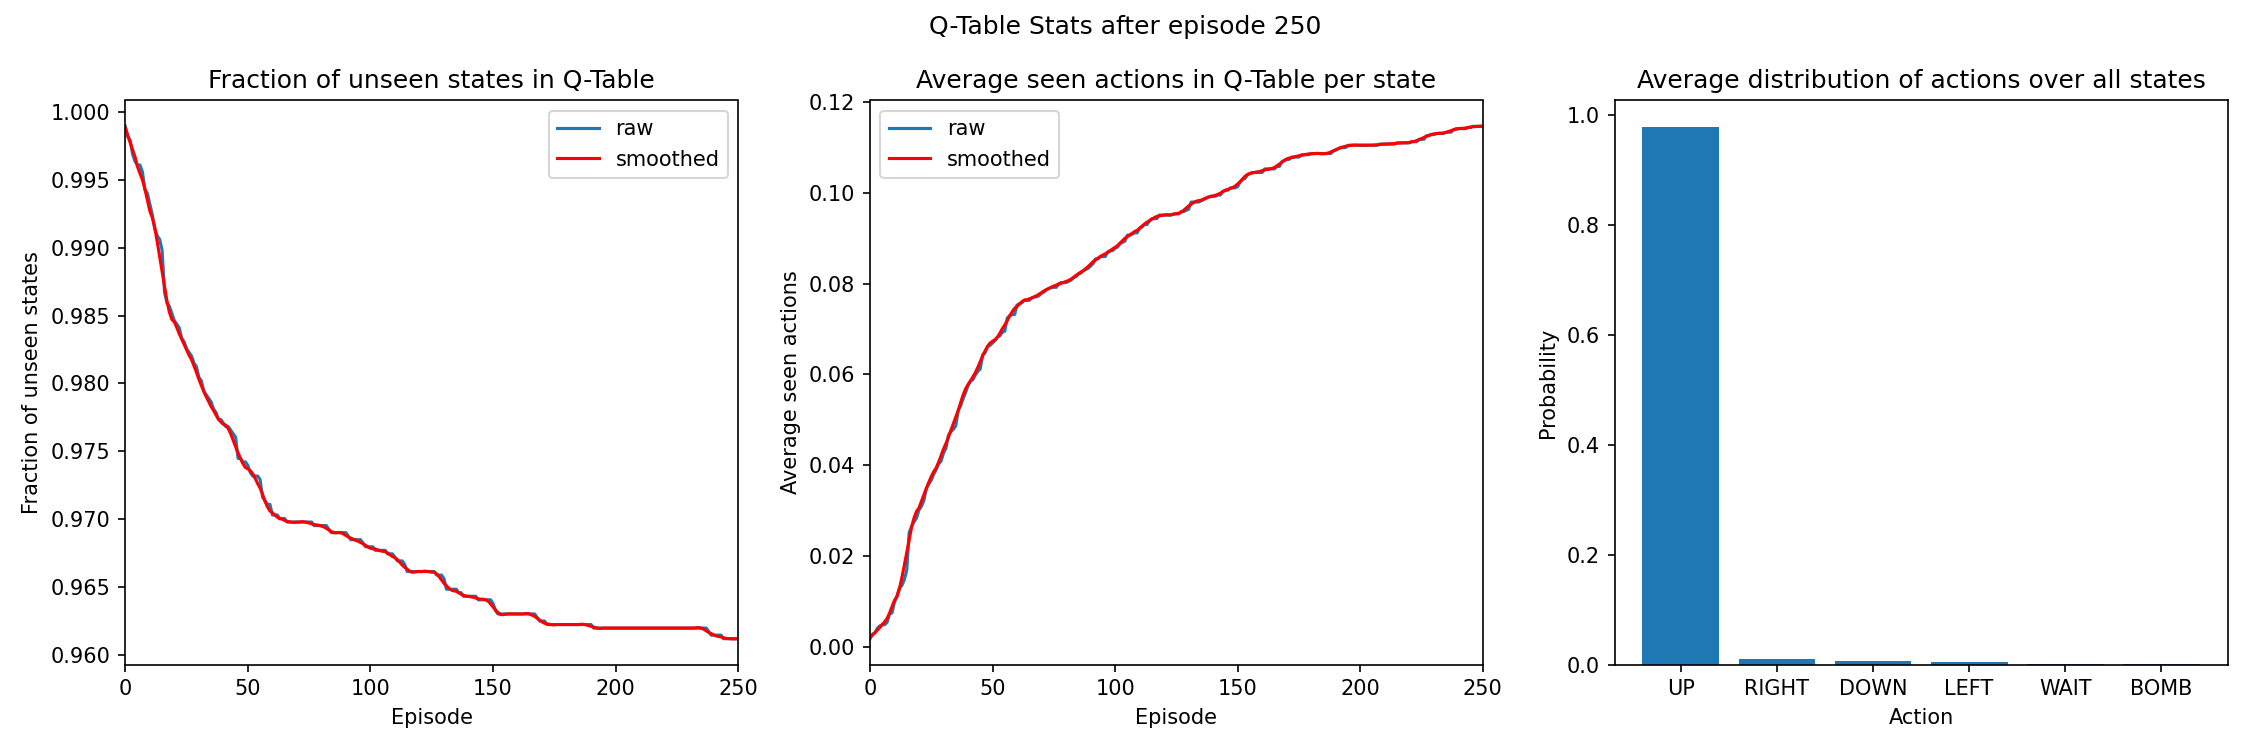 Q-Table Stats after episode 250
Fraction of unseen states in Q-Table
Fraction of unseen states
1.000
0.995
0.990
0.985
0.980
0.975
0.970
0.965
0.960
raw
smoothed
0 50 100 150 200 250
Episode
Average seen actions in Q-Table per state
Average seen actions
0.12
0.10
0.08
0.06
0.04
0.02
0.00
raw
smoothed
0 50 100 150 200 250
Episode
Average distribution of actions over all states
Probability
1.0
0.8
0.6
0.4
0.2
0.0
UP RIGHT DOWN LEFT WAIT BOMB
Action